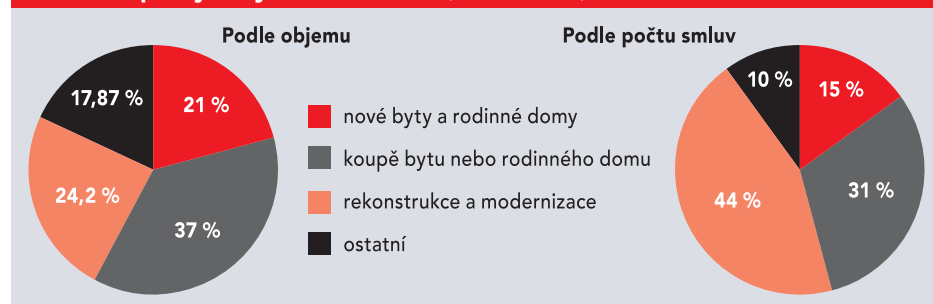 Podle objemu
Podle počtu smluv
17,87 %
21 %
24,2 %
37 %
nové byty a rodinné domy
koupě bytu nebo rodinného domu
rekonstrukce a modernizace
ostatní
10 %
15 %
44 %
31 %